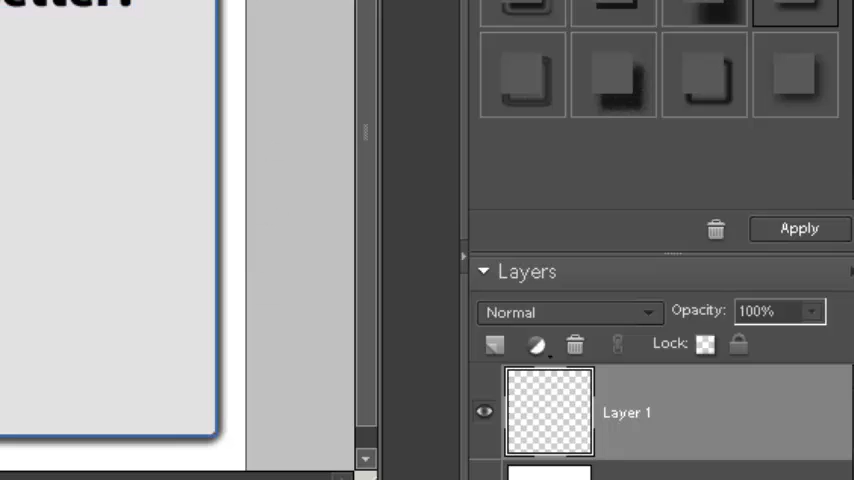 Apply
Layers
Normal
Opacity: 100%
Lock:
Layer 1